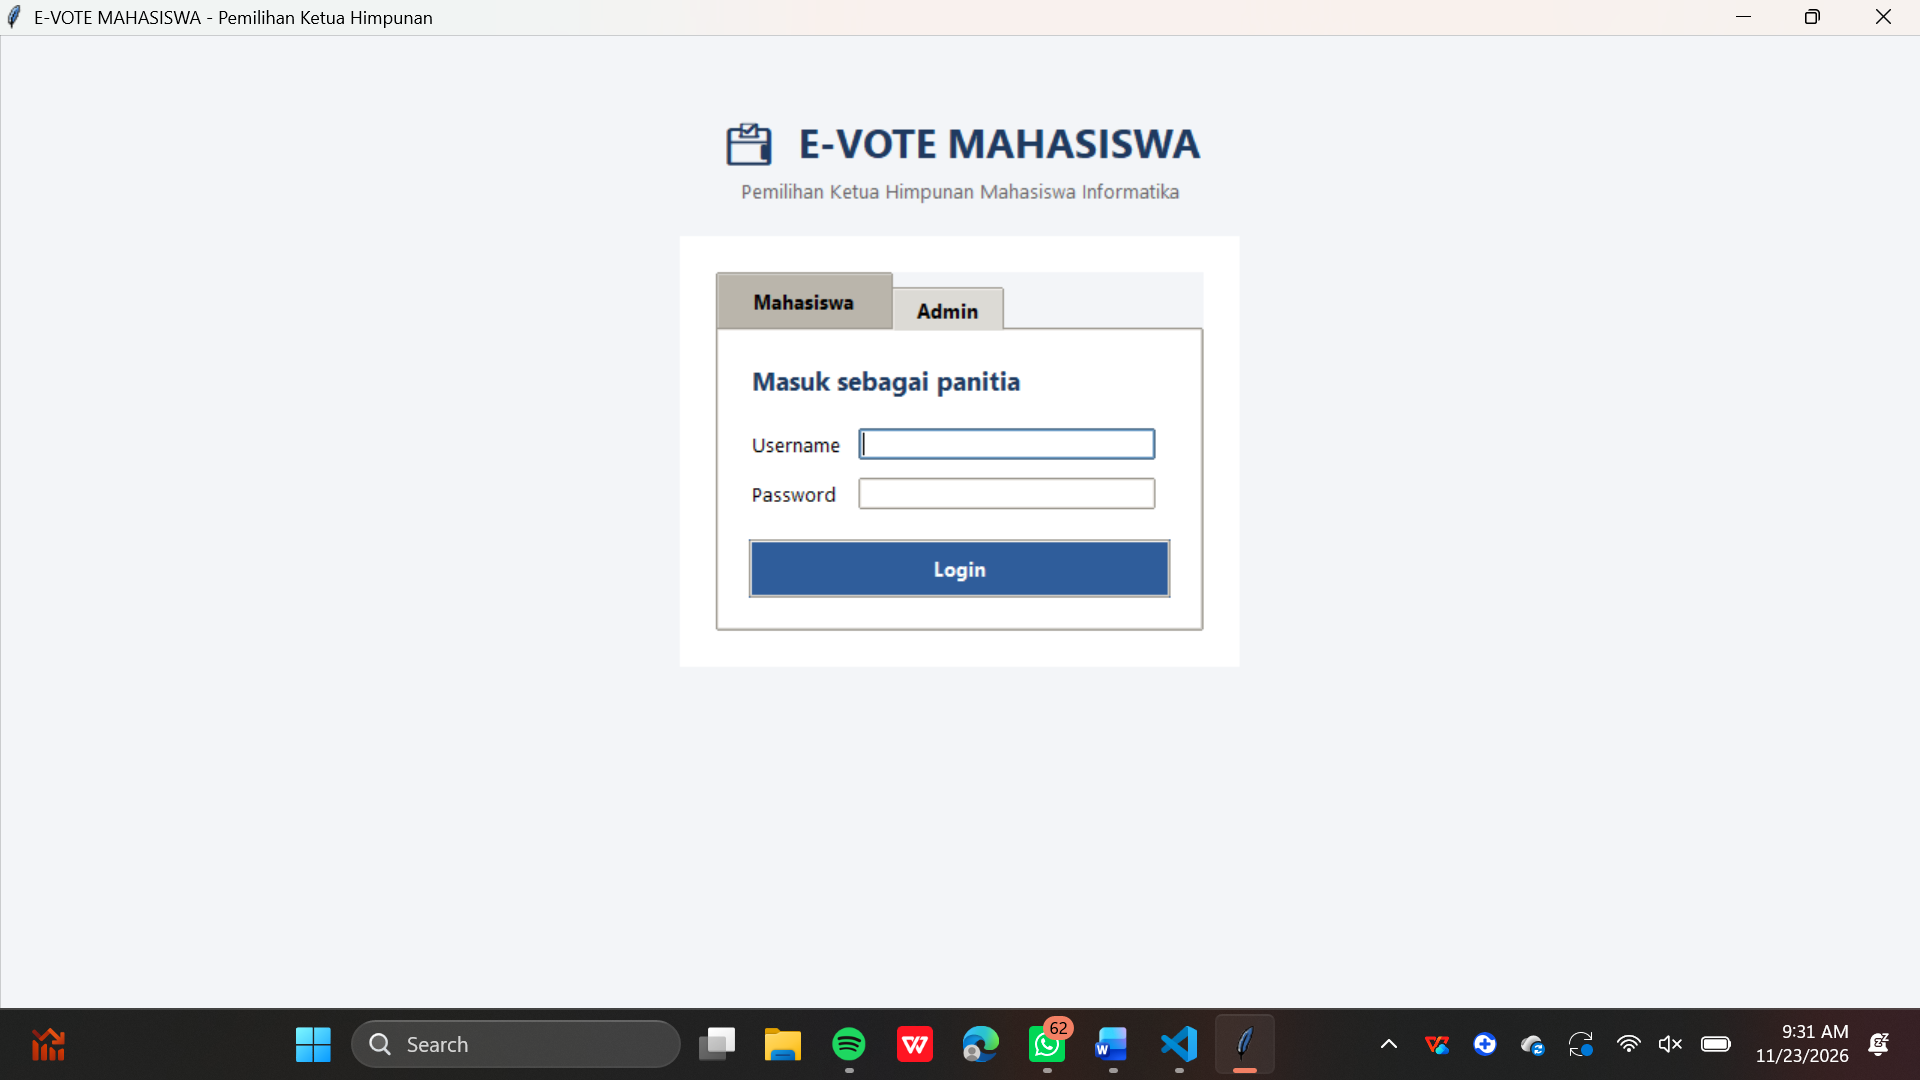 E-VOTE MAHASISWA - Pemilihan Ketua Himpunan
E-VOTE MAHASISWA
Pemilihan Ketua Himpunan Mahasiswa Informatika
Mahasiswa
Admin
Masuk sebagai panitia
Username
Password
Login
Search
62
9:31 AM
11/23/2026